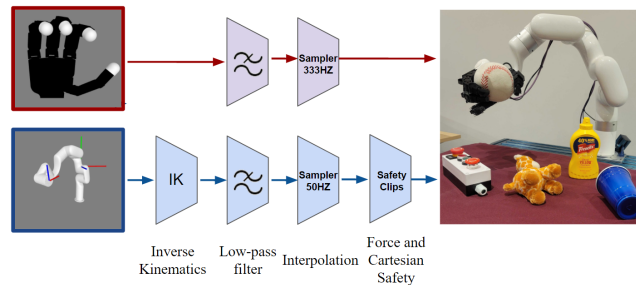 Sampler
333HZ
IK
Sampler
50HZ
Safety
Clips
Inverse
Kinematics
Low-pass
filter
Interpolation
Force and
Cartesian
Safety